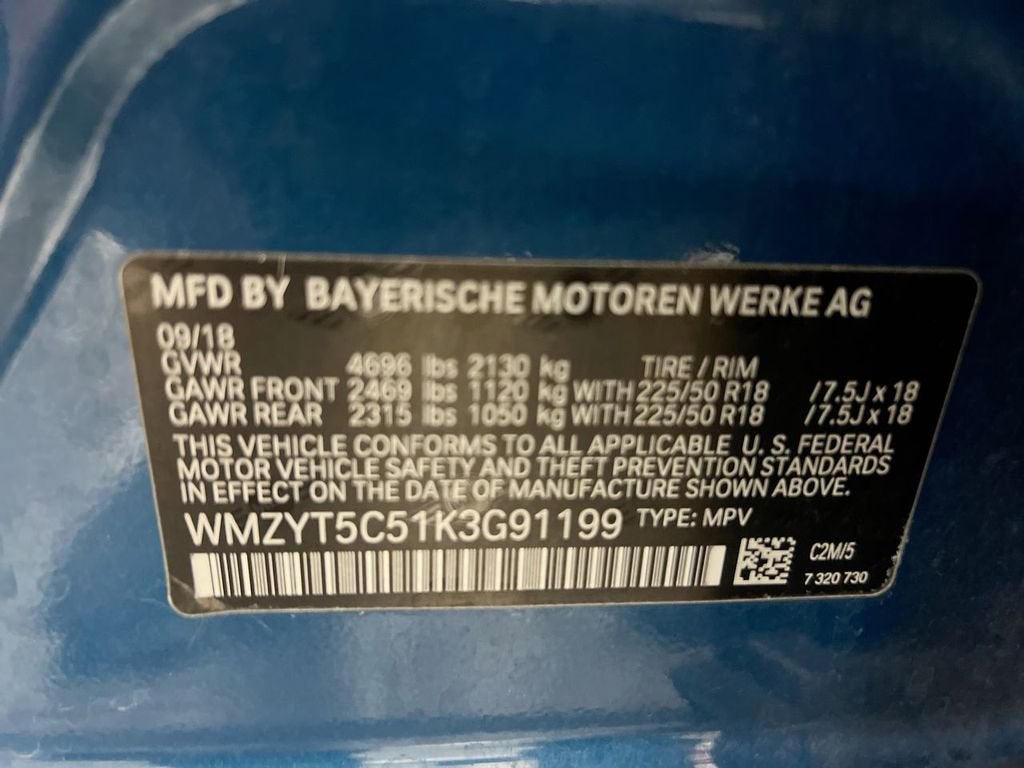 MFD BY BAYERISCHE MOTOREN WERKE AG
09/18
GVWR 4696 lbs 2130 kg TIRE / RIM
GAWR FRONT 2469 lbs 1120 kg WITH 225/50 R18 /7.5J x 18
GAWR REAR 2315 lbs 1050 kg WITH 225/50 R18 /7.5J x 18
THIS VEHICLE CONFORMS TO ALL APPLICABLE U. S. FEDERAL
MOTOR VEHICLE SAFETY AND THEFT PREVENTION STANDARDS
IN EFFECT ON THE DATE OF MANUFACTURE SHOWN ABOVE.
WMZYT5C51K3G91199 TYPE: MPV
C2M/5
7 320 730